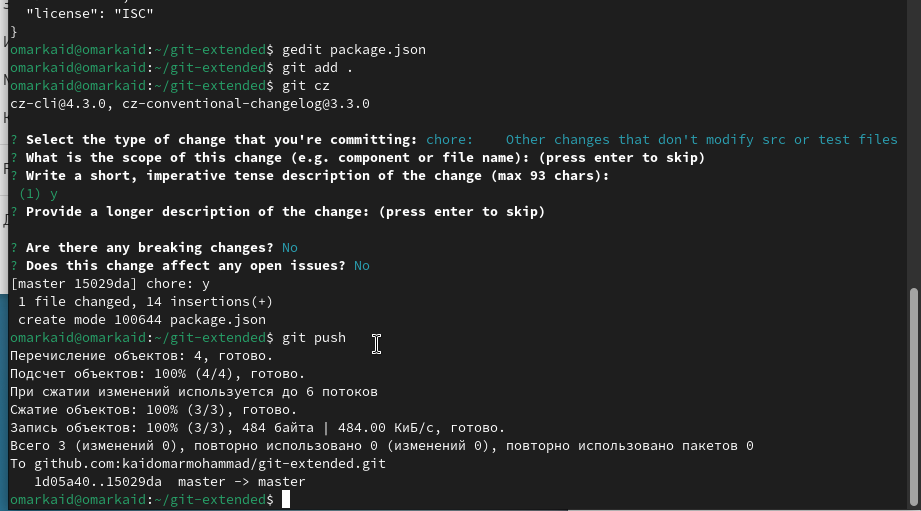 "license": "ISC"
}
omarkaid@omarkaid:~/git-extended$ gedit package.json
omarkaid@omarkaid:~/git-extended$ git add .
omarkaid@omarkaid:~/git-extended$ git cz
cz-cli@4.3.0, cz-conventional-changelog@3.3.0
? Select the type of change that you're committing: chore:    Other changes that don't modify src or test files
? What is the scope of this change (e.g. component or file name): (press enter to skip)
? Write a short, imperative tense description of the change (max 93 chars):
(1) y
? Provide a longer description of the change: (press enter to skip)
? Are there any breaking changes? No
? Does this change affect any open issues? No
[master 15029da] chore: y
1 file changed, 14 insertions(+)
create mode 100644 package.json
omarkaid@omarkaid:~/git-extended$ git push
Перечисление объектов: 4, готово.
Подсчет объектов: 100% (4/4), готово.
При сжатии изменений используется до 6 потоков
Сжатие объектов: 100% (3/3), готово.
Запись объектов: 100% (3/3), 484 байта | 484.00 КиБ/с, готово.
Всего 3 (изменений 0), повторно использовано 0 (изменений 0), повторно использовано пакетов 0
To github.com:kaidomarmohammad/git-extended.git
1d05a40..15029da  master -> master
omarkaid@omarkaid:~/git-extended$